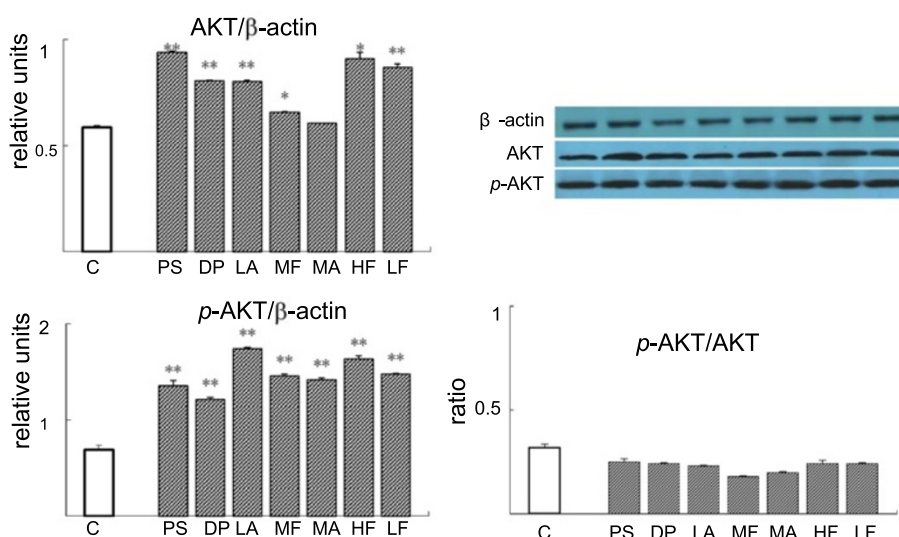 AKT/β-actin
relative units
1
0.5
** ** ** * * **
C PS DP LA MF MA HF LF
β -actin
AKT
p-AKT
p-AKT/β-actin
relative units
2
1
** ** ** ** ** ** **
C PS DP LA MF MA HF LF
p-AKT/AKT
ratio
1
0.5
C PS DP LA MF MA HF LF